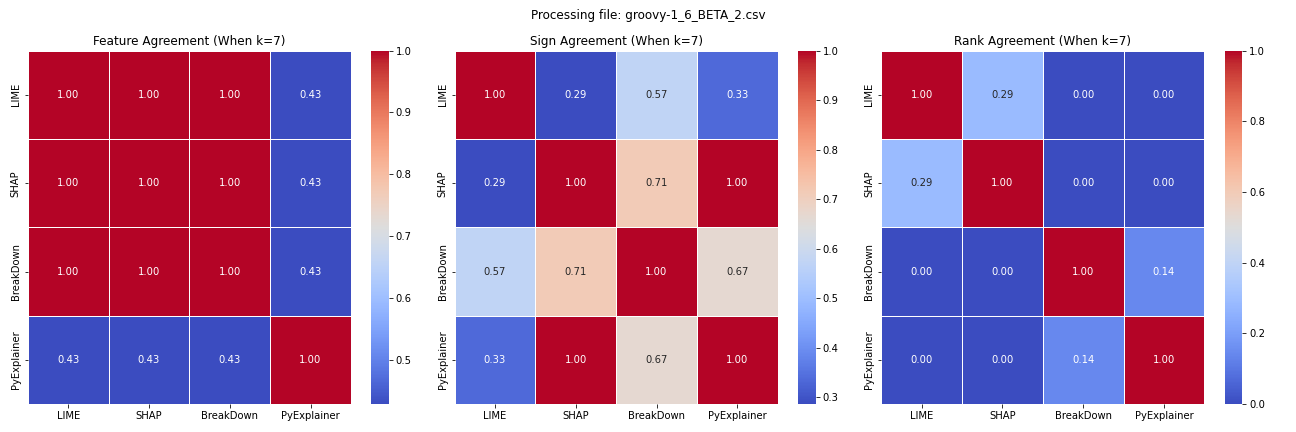 Processing file: groovy-1_6_BETA_2.csv
Feature Agreement (When k=7)
LIME
1.00 1.00 1.00 0.43
SHAP
1.00 1.00 1.00 0.43
BreakDown
1.00 1.00 1.00 0.43
PyExplainer
0.43 0.43 0.43 1.00
LIME SHAP BreakDown PyExplainer
1.0
0.9
0.8
0.7
0.6
0.5
Sign Agreement (When k=7)
LIME
1.00 0.29 0.57 0.33
SHAP
0.29 1.00 0.71 1.00
BreakDown
0.57 0.71 1.00 0.67
PyExplainer
0.33 1.00 0.67 1.00
LIME SHAP BreakDown PyExplainer
1.0
0.9
0.8
0.7
0.6
0.5
0.4
0.3
Rank Agreement (When k=7)
LIME
1.00 0.29 0.00 0.00
SHAP
0.29 1.00 0.00 0.00
BreakDown
0.00 0.00 1.00 0.14
PyExplainer
0.00 0.00 0.14 1.00
LIME SHAP BreakDown PyExplainer
1.0
0.8
0.6
0.4
0.2
0.0